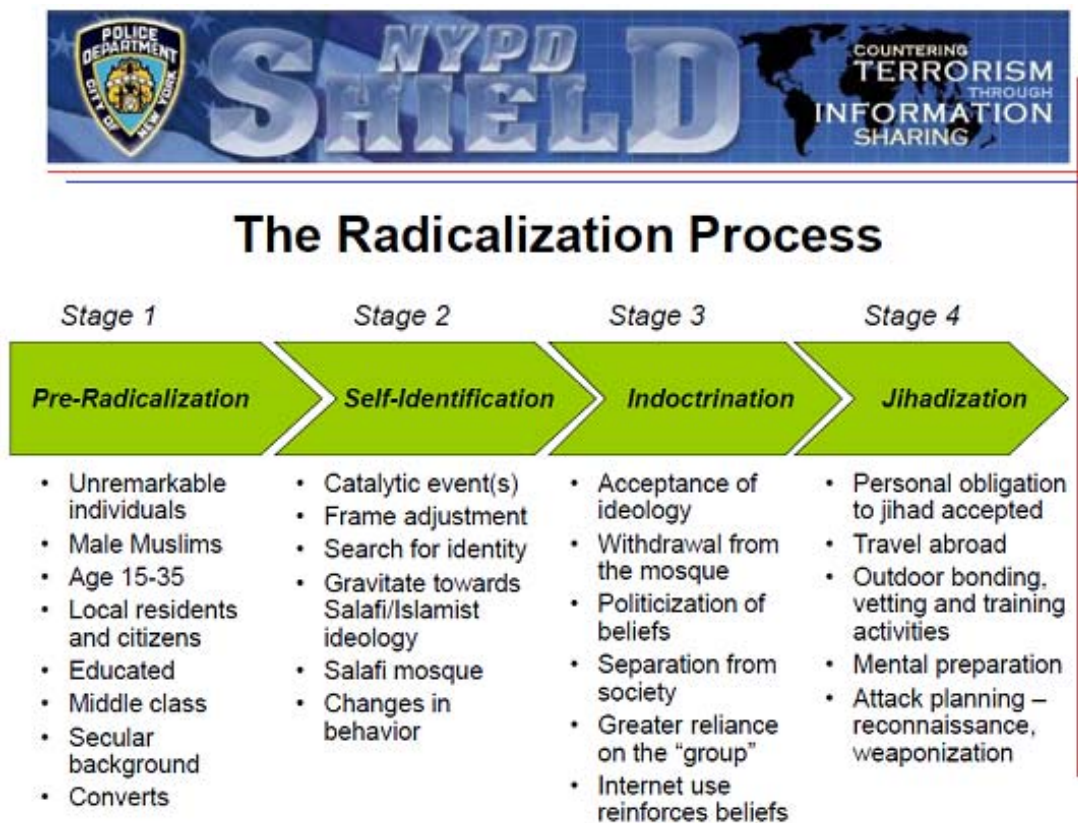 POLICE
DEPARTMENT
CITY OF
NEW YORK
NYPD
SHIELD
COUNTERING
TERRORISM
THROUGH
INFORMATION
SHARING
The Radicalization Process
Stage 1
Pre-Radicalization
• Unremarkable
individuals
• Male Muslims
• Age 15-35
• Local residents
and citizens
• Educated
• Middle class
• Secular
background
• Converts
Stage 2
Self-Identification
• Catalytic event(s)
• Frame adjustment
• Search for identity
• Gravitate towards
Salafi/Islamist
ideology
• Salafi mosque
• Changes in
behavior
Stage 3
Indoctrination
• Acceptance of
ideology
• Withdrawal from
the mosque
• Politicization of
beliefs
• Separation from
society
• Greater reliance
on the “group”
• Internet use
reinforces beliefs
Stage 4
Jihadization
• Personal obligation
to jihad accepted
• Travel abroad
• Outdoor bonding,
vetting and training
activities
• Mental preparation
• Attack planning –
reconnaissance,
weaponization